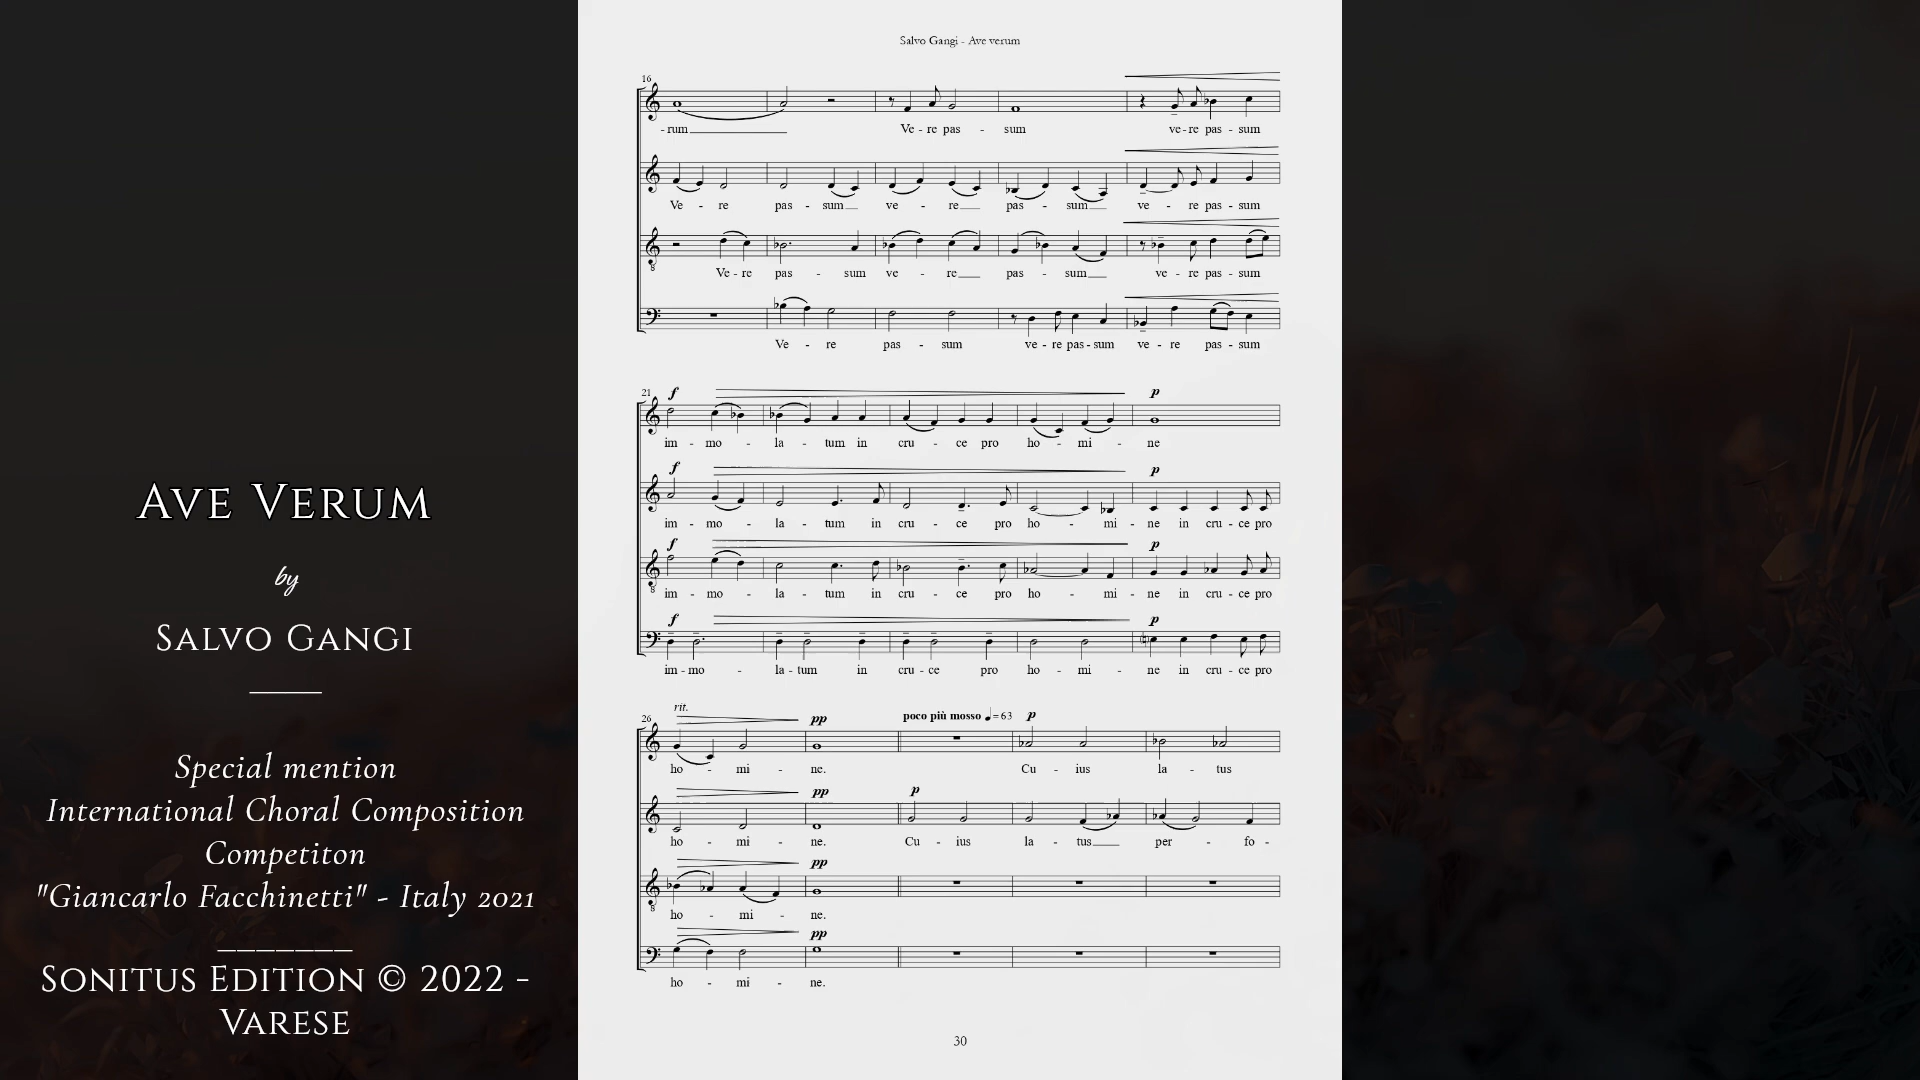 Ave Verum
by
Salvo Gangi
Special mention
International Choral Composition
Competiton
"Giancarlo Facchinetti" - Italy 2021
Sonitus Edition © 2022 -
Varese
Salvo Gangi - Ave verum
16
- rum
Ve - re pas - sum ve - re pas - sum
Ve - re pas - sum ve - re pas - sum ve - re pas - sum
Ve - re pas - sum ve - re pas - sum ve - re pas - sum
Ve - re pas - sum ve - re pas - sum ve - re pas - sum
21
f p
im - mo - la - tum in cru - ce pro ho - mi - ne
f p
im - mo - la - tum in cru - ce pro ho - mi - ne in cru - ce pro
f p
im - mo - la - tum in cru - ce pro ho - mi - ne in cru - ce pro
f p
im - mo - la - tum in cru - ce pro ho - mi - ne in cru - ce pro
26
rit. pp poco più mosso ♩=63 p
ho - mi - ne. Cu - ius la - tus
pp p
ho - mi - ne. Cu - ius la - tus per - fo -
pp
ho - mi - ne.
pp
ho - mi - ne.
30